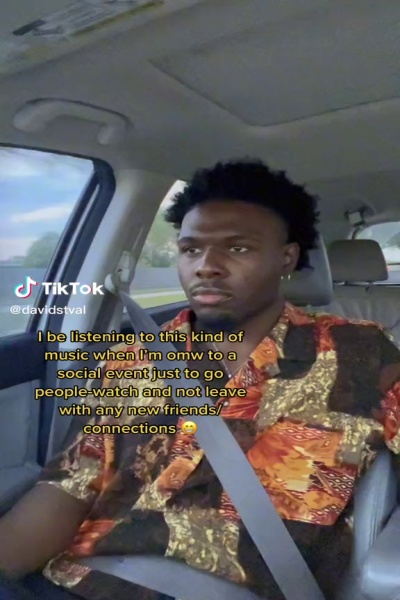 TikTok
@davidstval
I be listening to this kind of
music when I'm omw to a
social event just to go
people-watch and not leave
with any new friends/
connections 😁